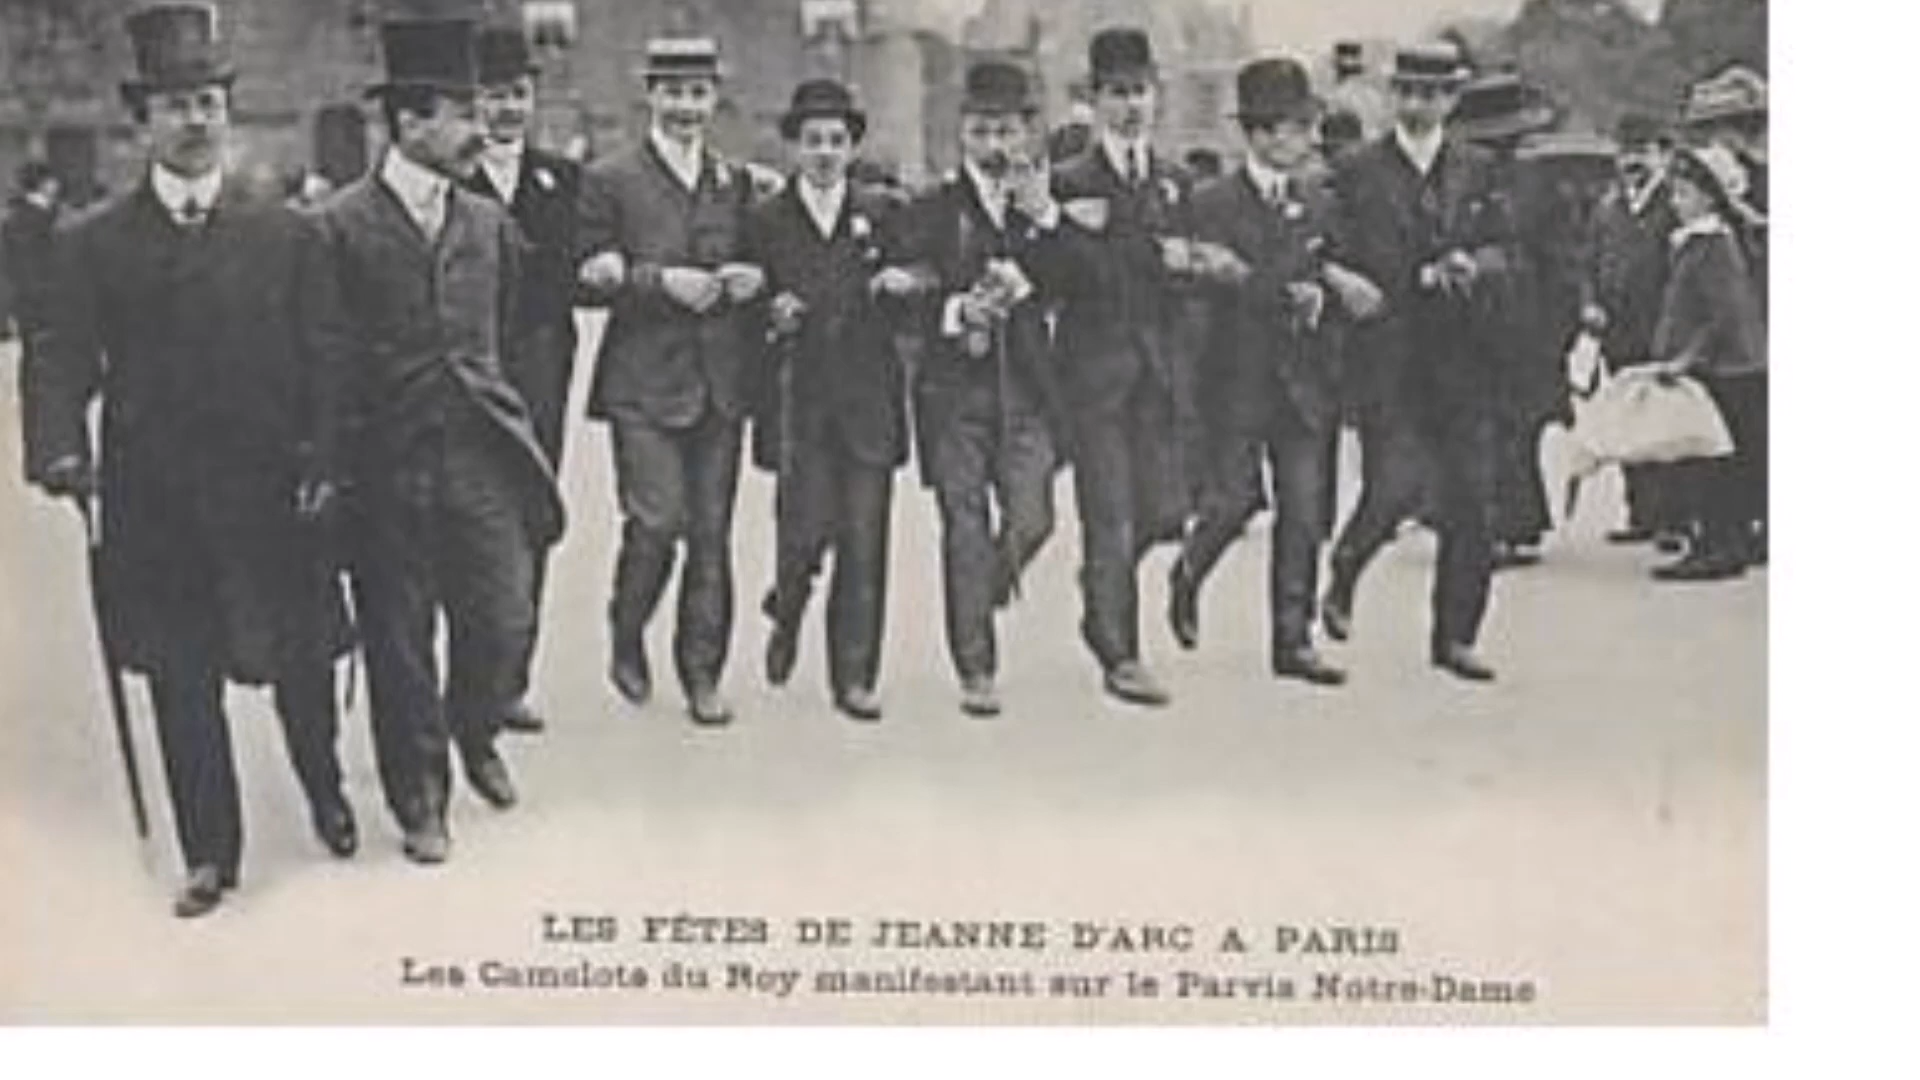 LES FÊTES DE JEANNE D'ARC A PARIS
Les Camelots du Roy manifestant sur le Parvis Notre-Dame